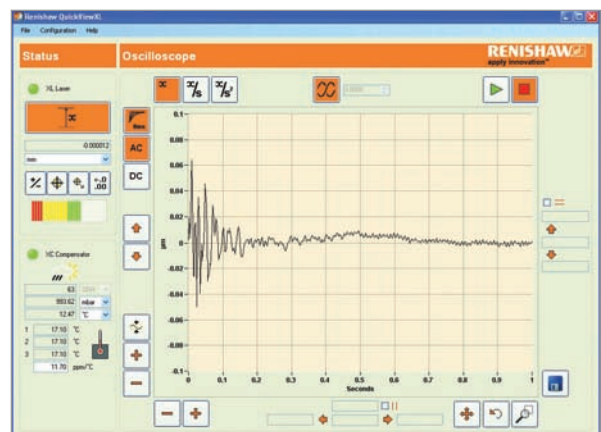 Renishaw QuickViewXL
File Configuration Help
Status
Oscilloscope
RENISHAW
apply innovation™
XL Laser
x
-0.000012
mm
+.0
.00
XC Compensator
63
993.62 mbar
12.47 °C
1 17.10 °C
2 17.10 °C
3 17.10 °C
11.70 ppm/°C
x
x/s
x/s²
AC
DC
µm
0.1
0.08
0.06
0.04
0.02
0
-0.02
-0.04
-0.06
-0.08
-0.1
0 0.1 0.2 0.3 0.4 0.5 0.6 0.7 0.8 0.9 1
Seconds